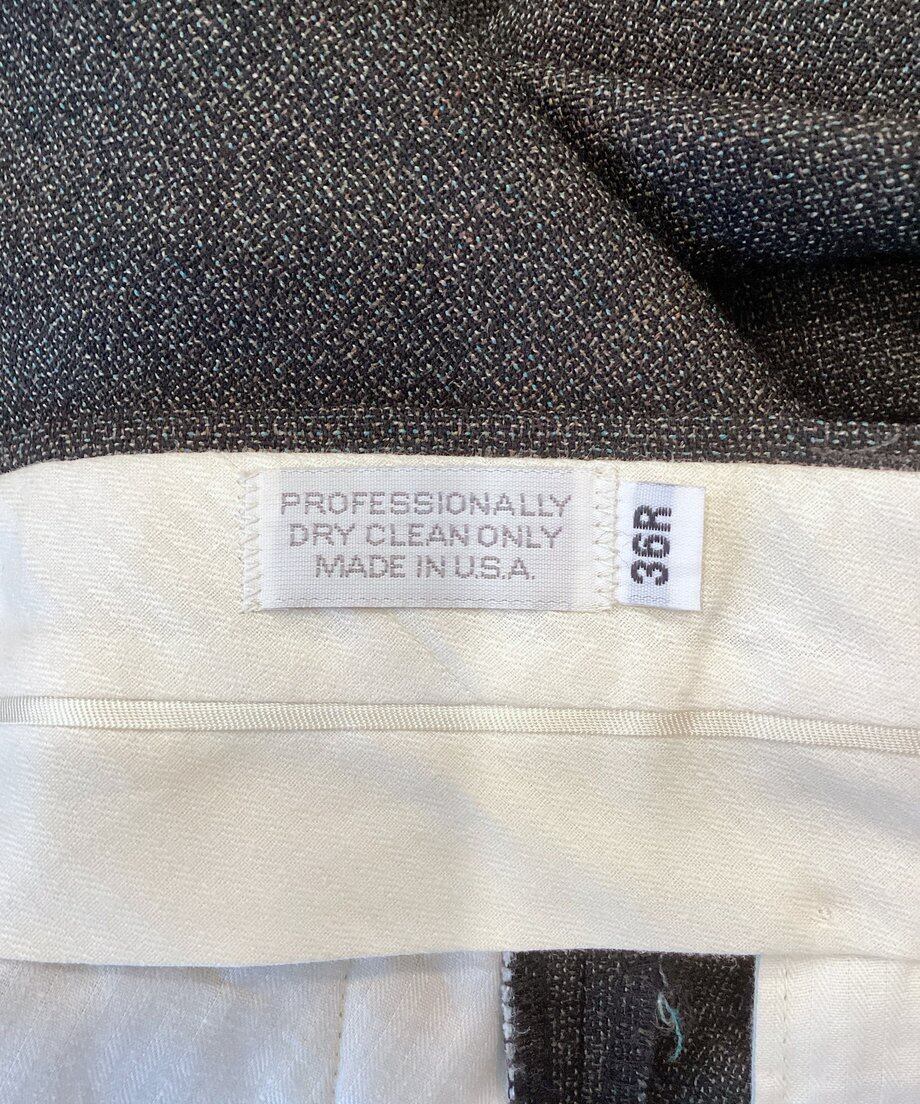 PROFESSIONALLY
DRY CLEAN ONLY
MADE IN U.S.A.
36R